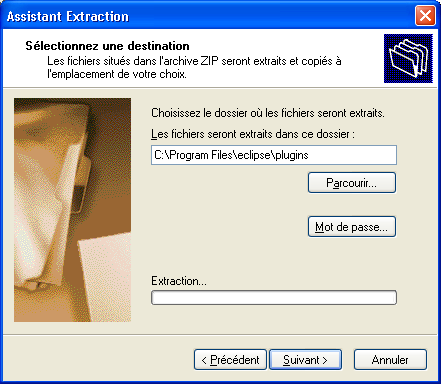 Assistant Extraction
Sélectionnez une destination
Les fichiers situés dans l'archive ZIP seront extraits et copiés à
l'emplacement de votre choix.
Choisissez le dossier où les fichiers seront extraits.
Les fichiers seront extraits dans ce dossier :
C:\Program Files\eclipse\plugins
Parcourir...
Mot de passe...
Extraction...
< Précédent
Suivant >
Annuler